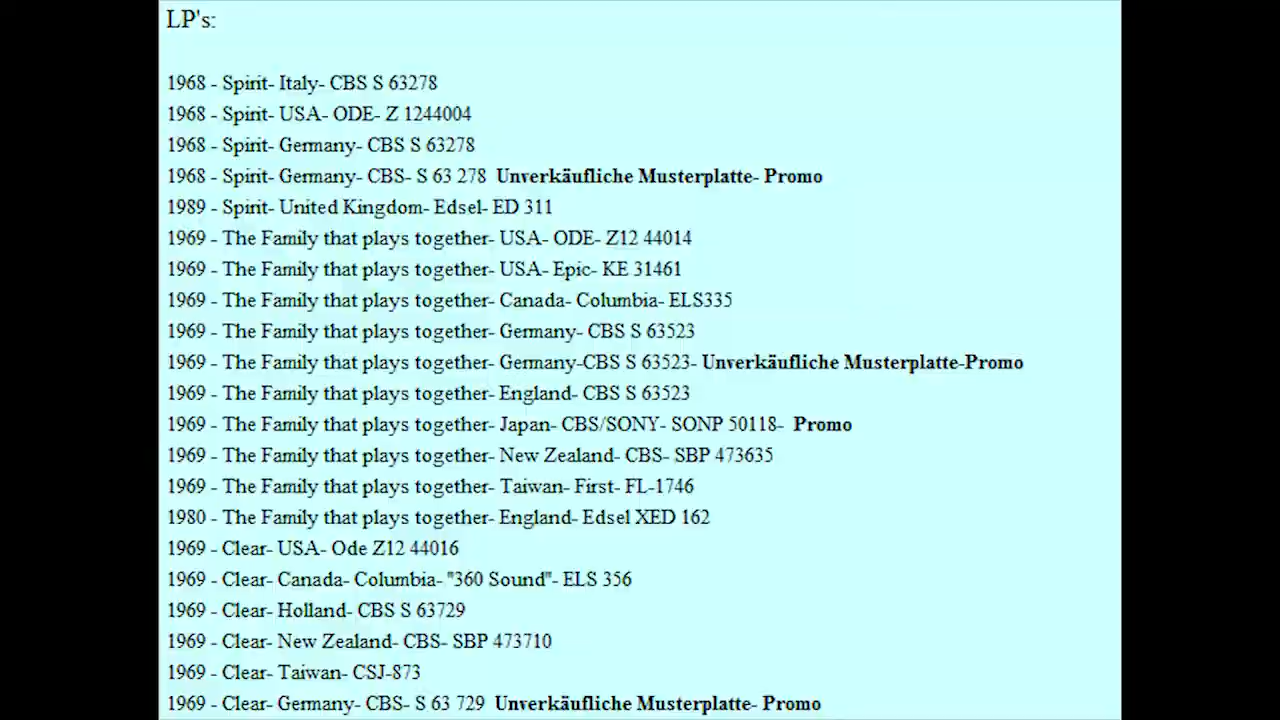 LP's:
1968 - Spirit- Italy- CBS S 63278
1968 - Spirit- USA- ODE- Z 1244004
1968 - Spirit- Germany- CBS S 63278
1968 - Spirit- Germany- CBS- S 63 278 Unverkäufliche Musterplatte- Promo
1989 - Spirit- United Kingdom- Edsel- ED 311
1969 - The Family that plays together- USA- ODE- Z12 44014
1969 - The Family that plays together- USA- Epic- KE 31461
1969 - The Family that plays together- Canada- Columbia- ELS335
1969 - The Family that plays together- Germany- CBS S 63523
1969 - The Family that plays together- Germany-CBS S 63523- Unverkäufliche Musterplatte-Promo
1969 - The Family that plays together- England- CBS S 63523
1969 - The Family that plays together- Japan- CBS/SONY- SONP 50118- Promo
1969 - The Family that plays together- New Zealand- CBS- SBP 473635
1969 - The Family that plays together- Taiwan- First- FL-1746
1980 - The Family that plays together- England- Edsel XED 162
1969 - Clear- USA- Ode Z12 44016
1969 - Clear- Canada- Columbia- "360 Sound"- ELS 356
1969 - Clear- Holland- CBS S 63729
1969 - Clear- New Zealand- CBS- SBP 473710
1969 - Clear- Taiwan- CSJ-873
1969 - Clear- Germany- CBS- S 63 729 Unverkäufliche Musterplatte- Promo